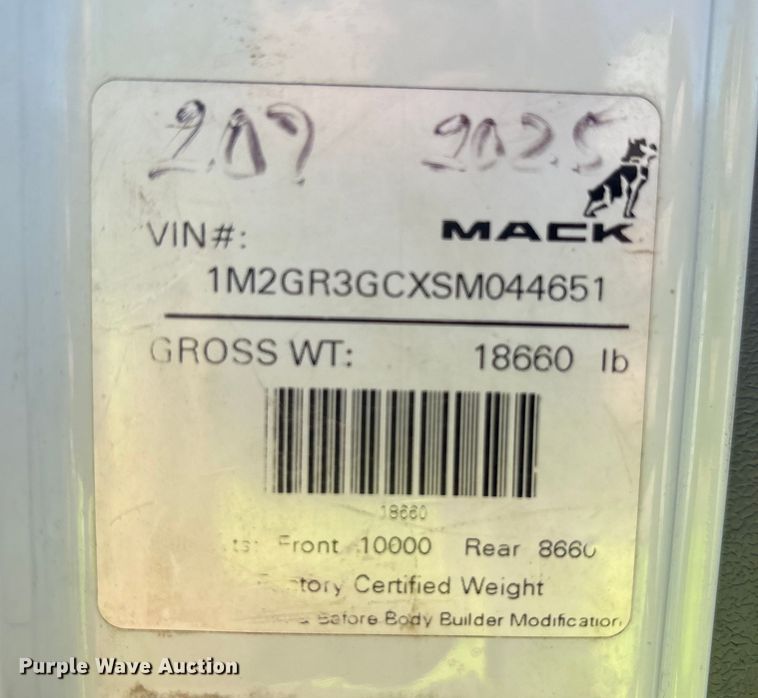 2025
MACK
VIN#:
1M2GR3GCXSM044651
GROSS WT: 18660 lb
18660
Front 10000 Rear 8660
Certified Weight
Before Body Builder Modification
Purple Wave Auction